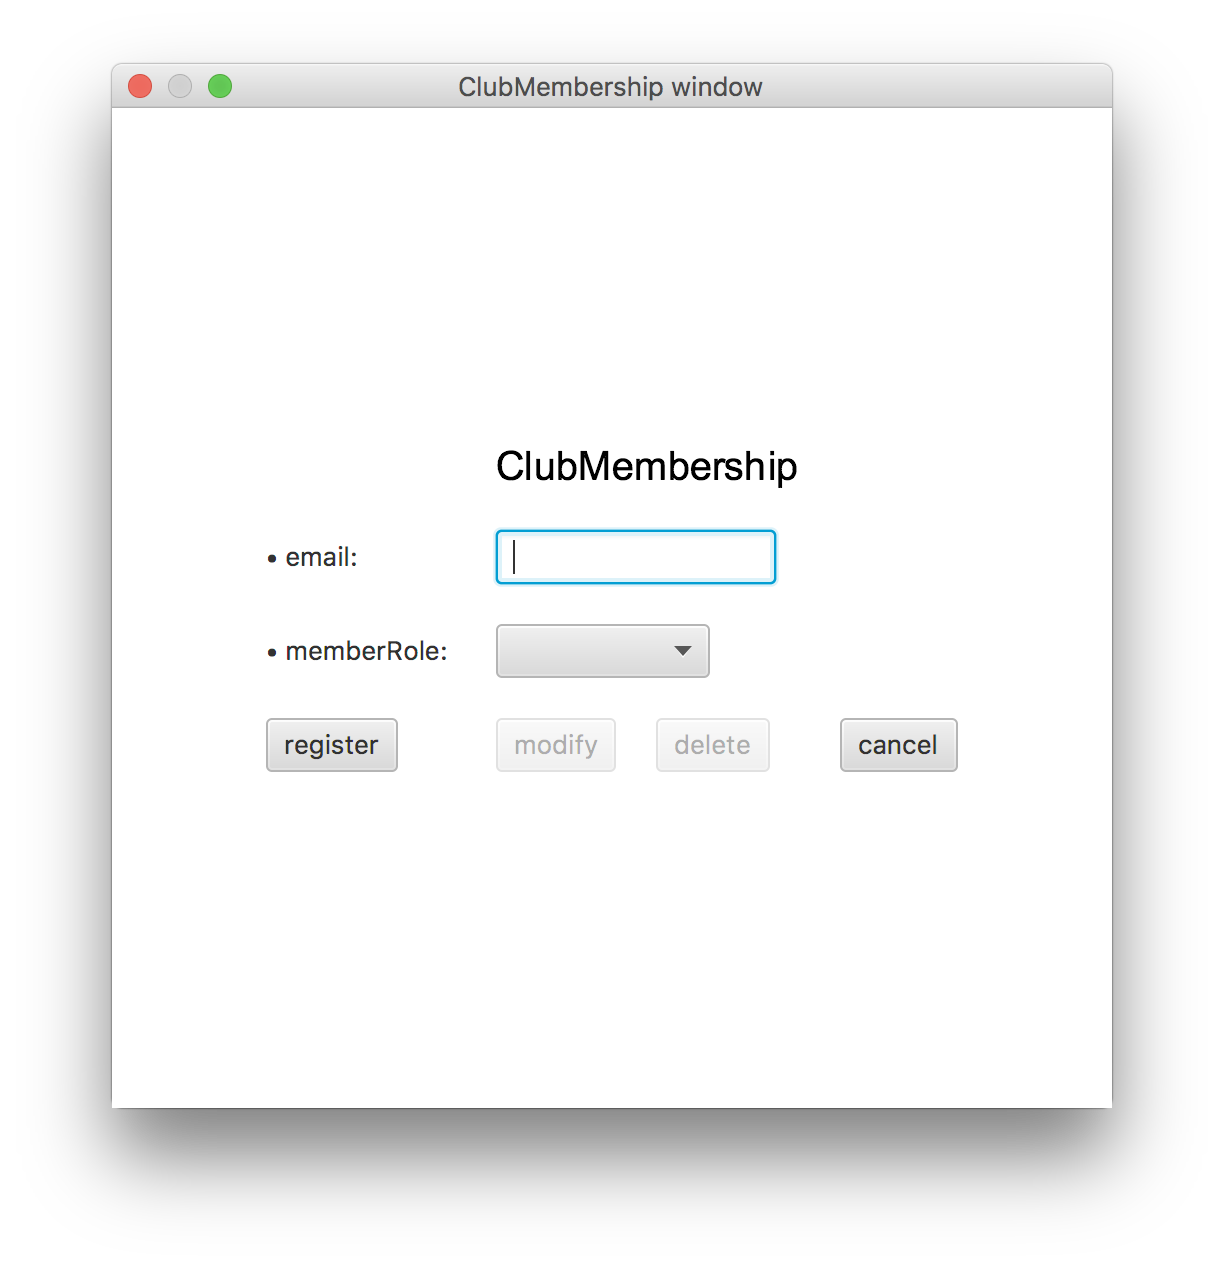 ClubMembership window
ClubMembership
• email:
• memberRole:
register modify delete cancel